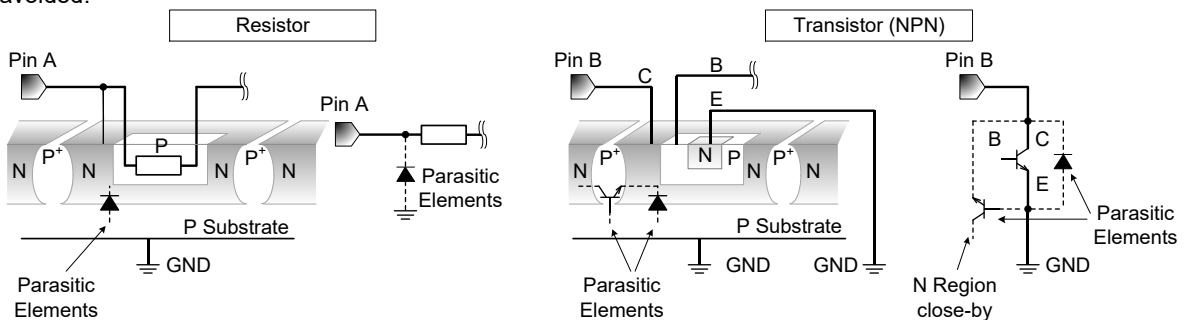 avoided.
Resistor
Transistor (NPN)
Pin A
Pin A
N
P+
N
P
N
P+
N
Parasitic
Elements
P Substrate
GND
Parasitic
Elements
Pin B
C
B
E
N
P+
N
N
P
P+
N
N
P Substrate
GND
GND
Parasitic
Elements
Pin B
B
C
E
Parasitic
Elements
GND
N Region
close-by